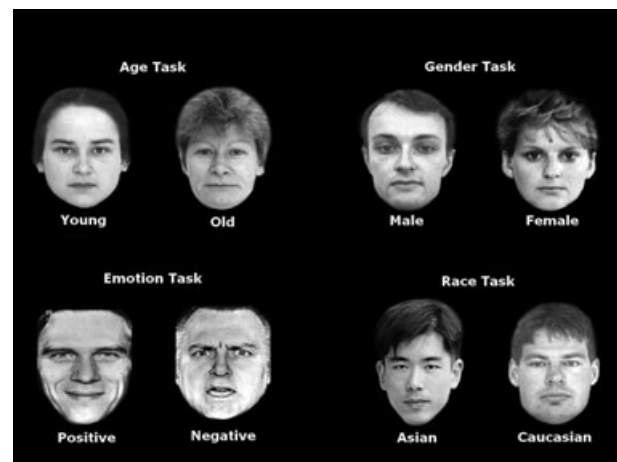 Age Task
Gender Task
Young
Old
Male
Female
Emotion Task
Race Task
Positive
Negative
Asian
Caucasian